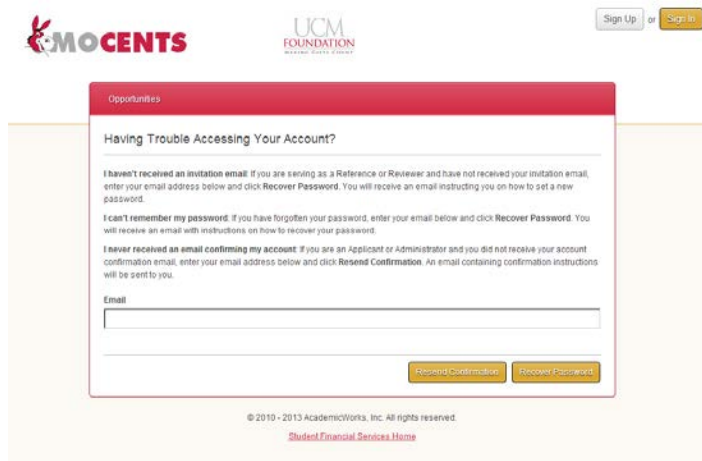 Sign Up or Sign In
MOCENTS
UCM
FOUNDATION
MAKING GIFTS COUNT
Opportunities
Having Trouble Accessing Your Account?
I haven't received an invitation email: If you are serving as a Reference or Reviewer and have not received your invitation email,
enter your email address below and click Recover Password. You will receive an email instructing you on how to set a new
password.
I can't remember my password: If you have forgotten your password, enter your email below and click Recover Password. You
will receive an email with instructions on how to recover your password.
I never received an email confirming my account: If you are an Applicant or Administrator and you did not receive your account
confirmation email, enter your email address below and click Resend Confirmation. An email containing confirmation instructions
will be sent to you.
Email
Resend Confirmation Recover Password
© 2010 - 2013 AcademicWorks, Inc. All rights reserved.
Student Financial Services Home